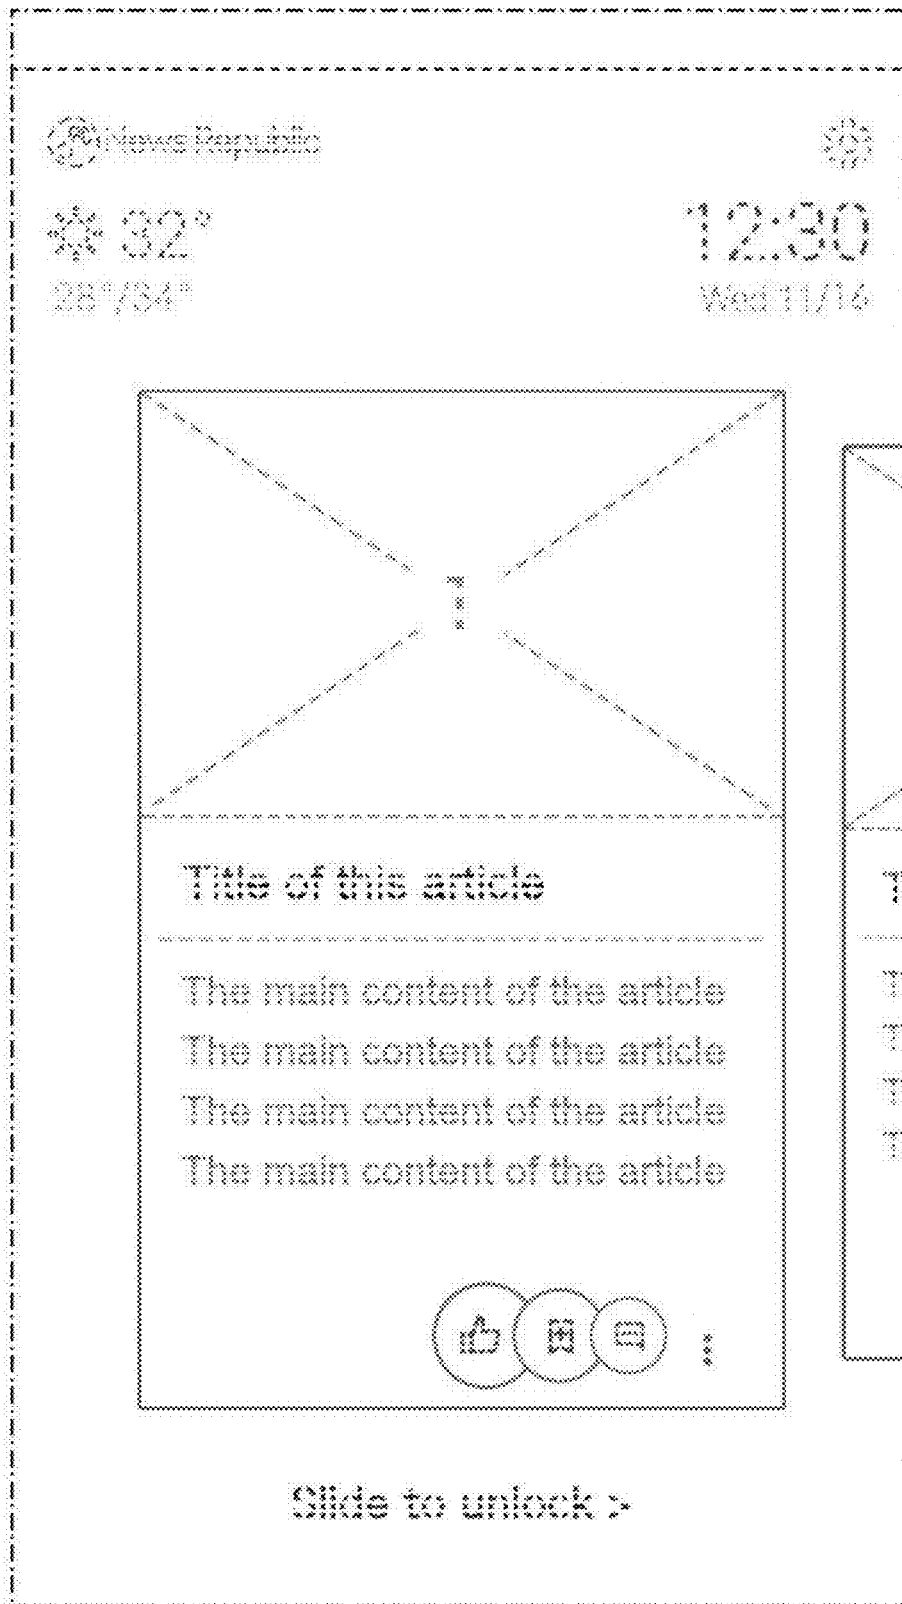 News Republic
32° 12:30
28°/34° Wed 11/16
1
Title of this article T
The main content of the article T
The main content of the article T
The main content of the article T
The main content of the article T
Slide to unlock >